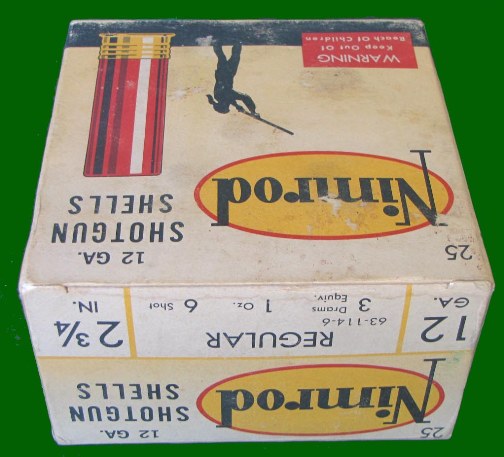 25
Nimrod
12 GA.
SHOTGUN
SHELLS
12
GA.
REGULAR
63-114-6
3 Drams Equiv. 1 Oz. 6 Shot
2 3/4
IN.
25
Nimrod
12 GA.
SHOTGUN
SHELLS
WARNING
Keep Out Of
Reach Of Children